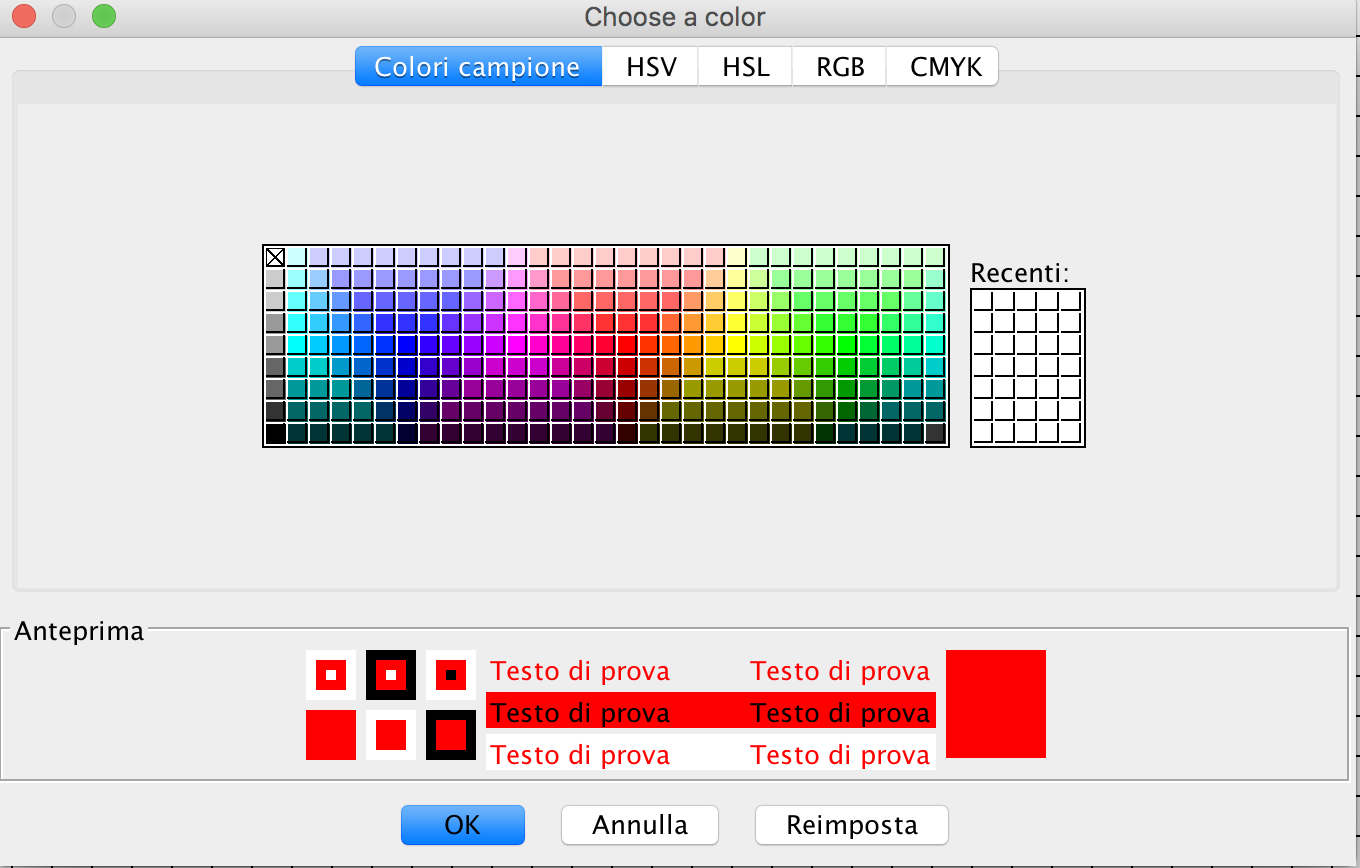 Choose a color
Colori campione HSV HSL RGB CMYK
Recenti:
Anteprima
Testo di prova Testo di prova
Testo di prova Testo di prova
Testo di prova Testo di prova
OK Annulla Reimposta